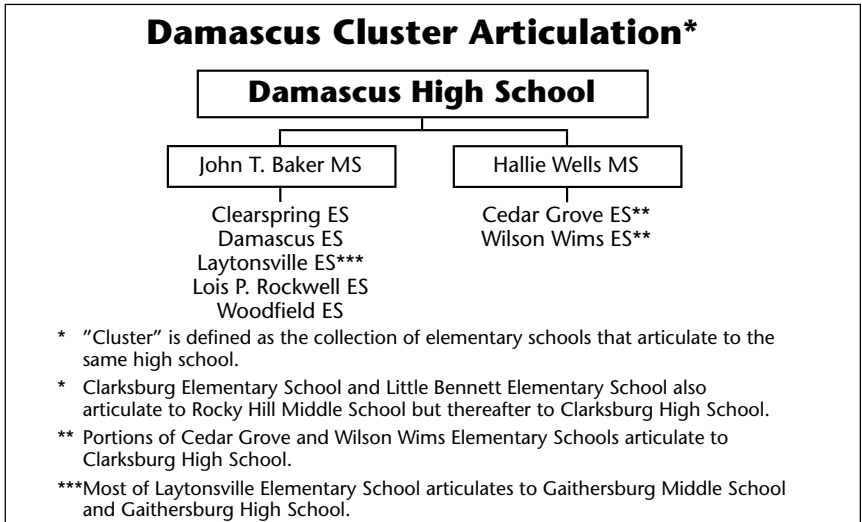 Damascus Cluster Articulation*
Damascus High School
John T. Baker MS
Hallie Wells MS
Clearspring ES
Damascus ES
Laytonsville ES***
Lois P. Rockwell ES
Woodfield ES
Cedar Grove ES**
Wilson Wims ES**
* ”Cluster” is defined as the collection of elementary schools that articulate to the
same high school.
* Clarksburg Elementary School and Little Bennett Elementary School also
articulate to Rocky Hill Middle School but thereafter to Clarksburg High School.
** Portions of Cedar Grove and Wilson Wims Elementary Schools articulate to
Clarksburg High School.
***Most of Laytonsville Elementary School articulates to Gaithersburg Middle School
and Gaithersburg High School.